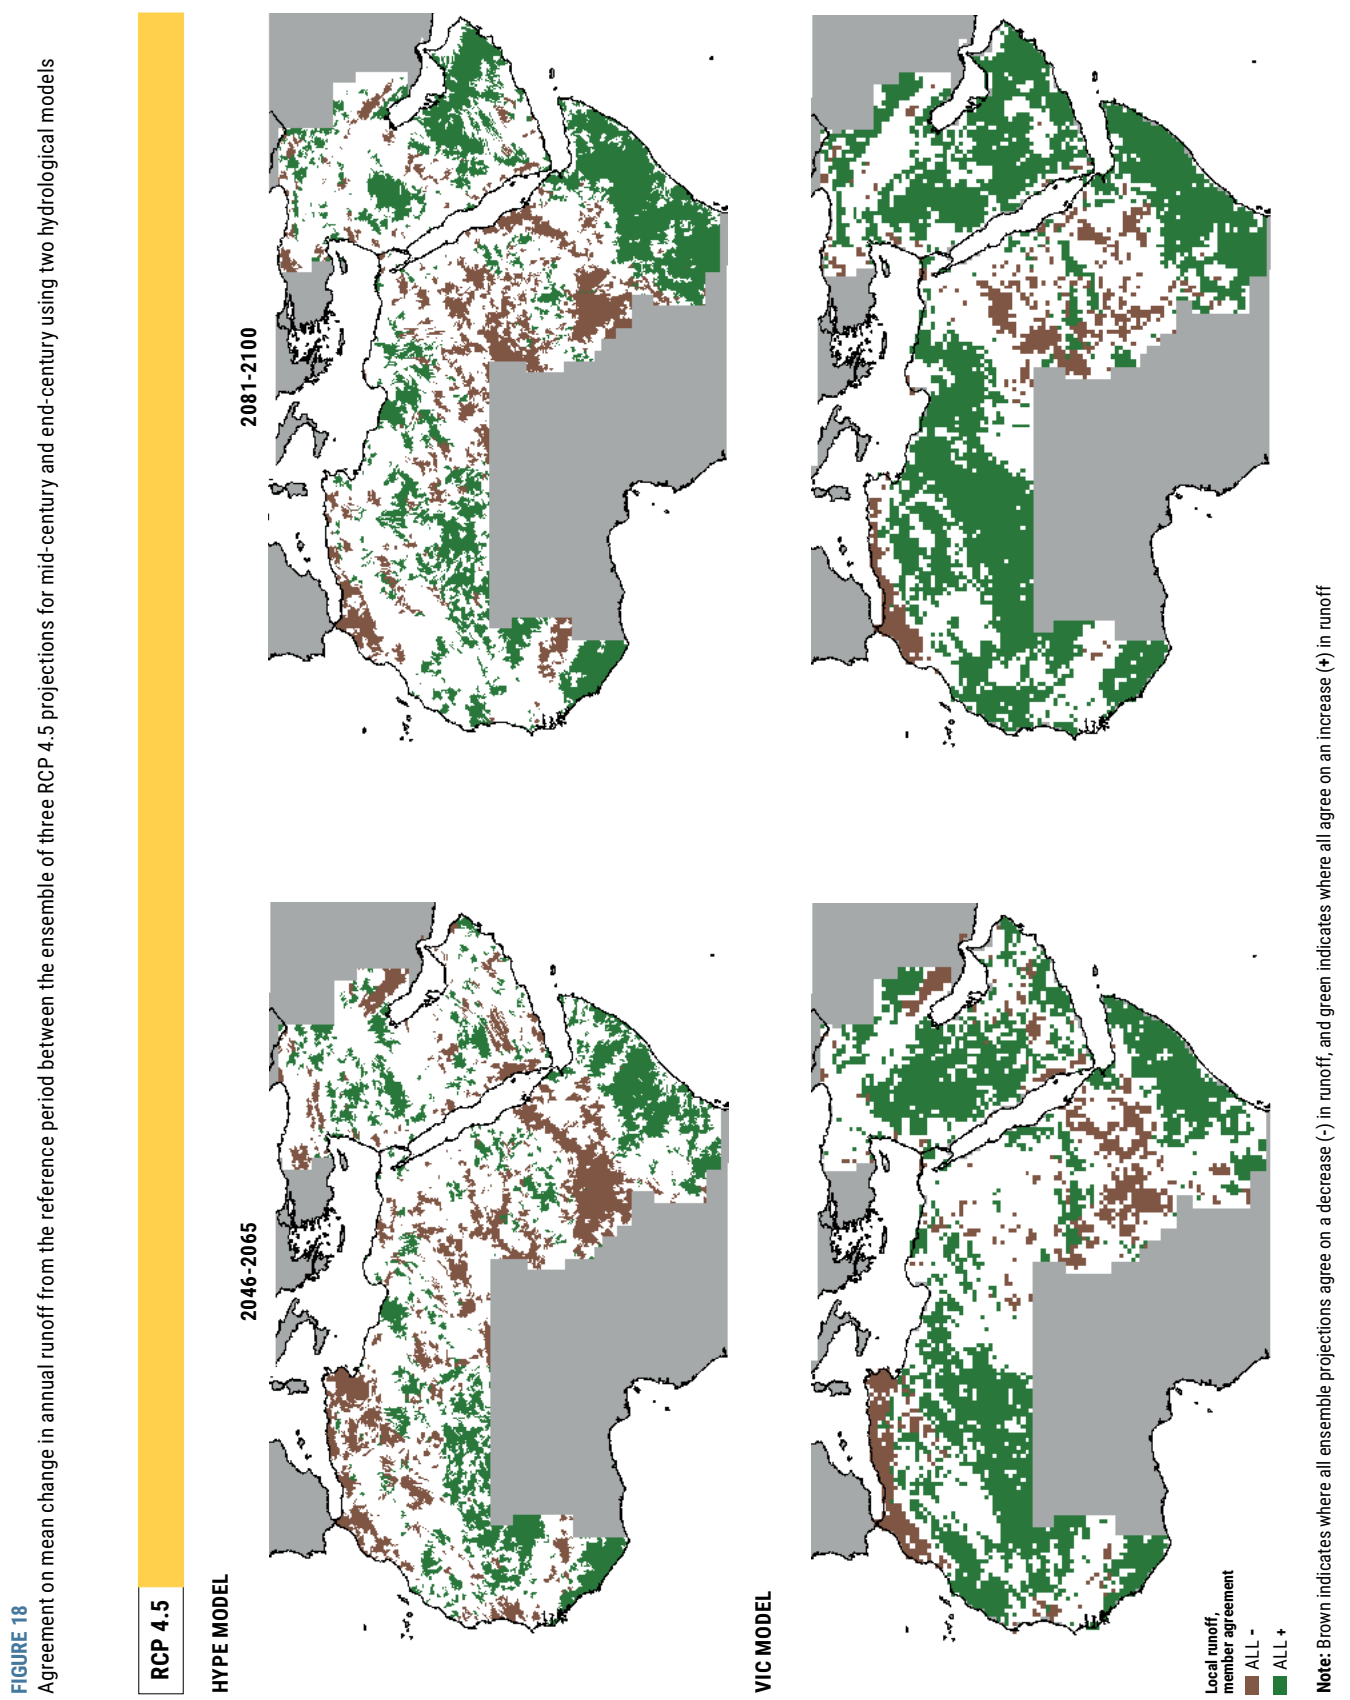 FIGURE 18
Agreement on mean change in annual runoff from the reference period between the ensemble of three RCP 4.5 projections for mid-century and end-century using two hydrological models
RCP 4.5
HYPE MODEL
2046-2065
2081-2100
VIC MODEL
Local runoff,
member agreement
ALL -
ALL +
Note: Brown indicates where all ensemble projections agree on a decrease (-) in runoff, and green indicates where all agree on an increase (+) in runoff